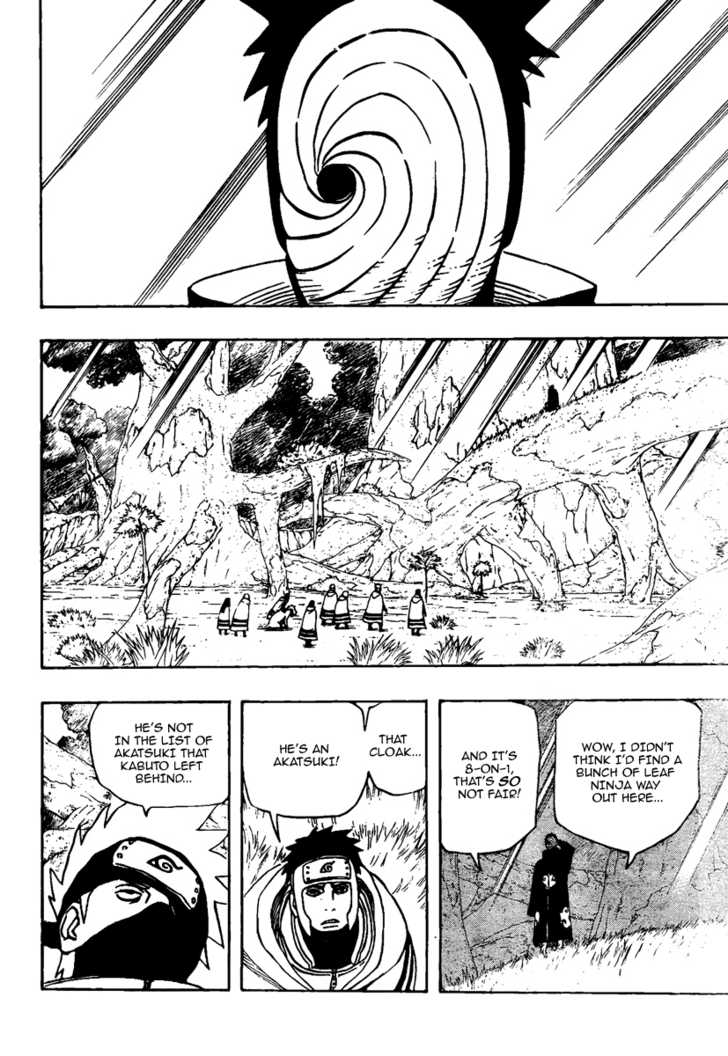 WOW, I DIDN'T
THINK I'D FIND A
BUNCH OF LEAF
NINJA WAY
OUT HERE...
AND IT'S
8-ON-1,
THAT'S SO
NOT FAIR!
THAT
CLOAK...
HE'S AN
AKATSUKI!
HE'S NOT
IN THE LIST OF
AKATSUKI THAT
KABUTO LEFT
BEHIND...